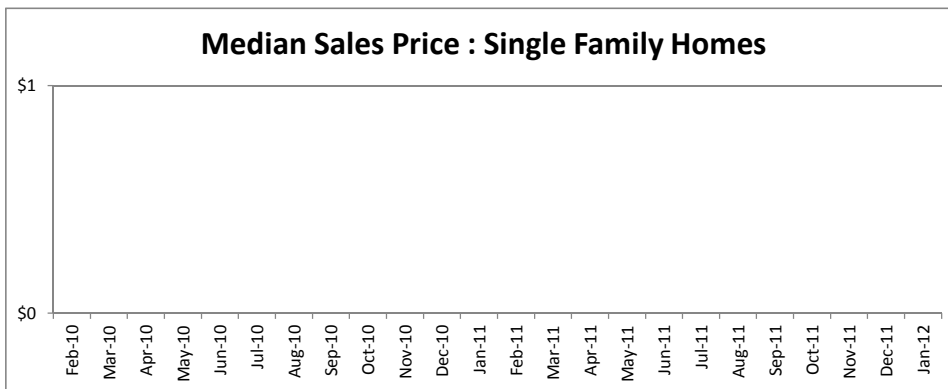 Median Sales Price : Single Family Homes
$1
$0
Feb-10
Mar-10
Apr-10
May-10
Jun-10
Jul-10
Aug-10
Sep-10
Oct-10
Nov-10
Dec-10
Jan-11
Feb-11
Mar-11
Apr-11
May-11
Jun-11
Jul-11
Aug-11
Sep-11
Oct-11
Nov-11
Dec-11
Jan-12